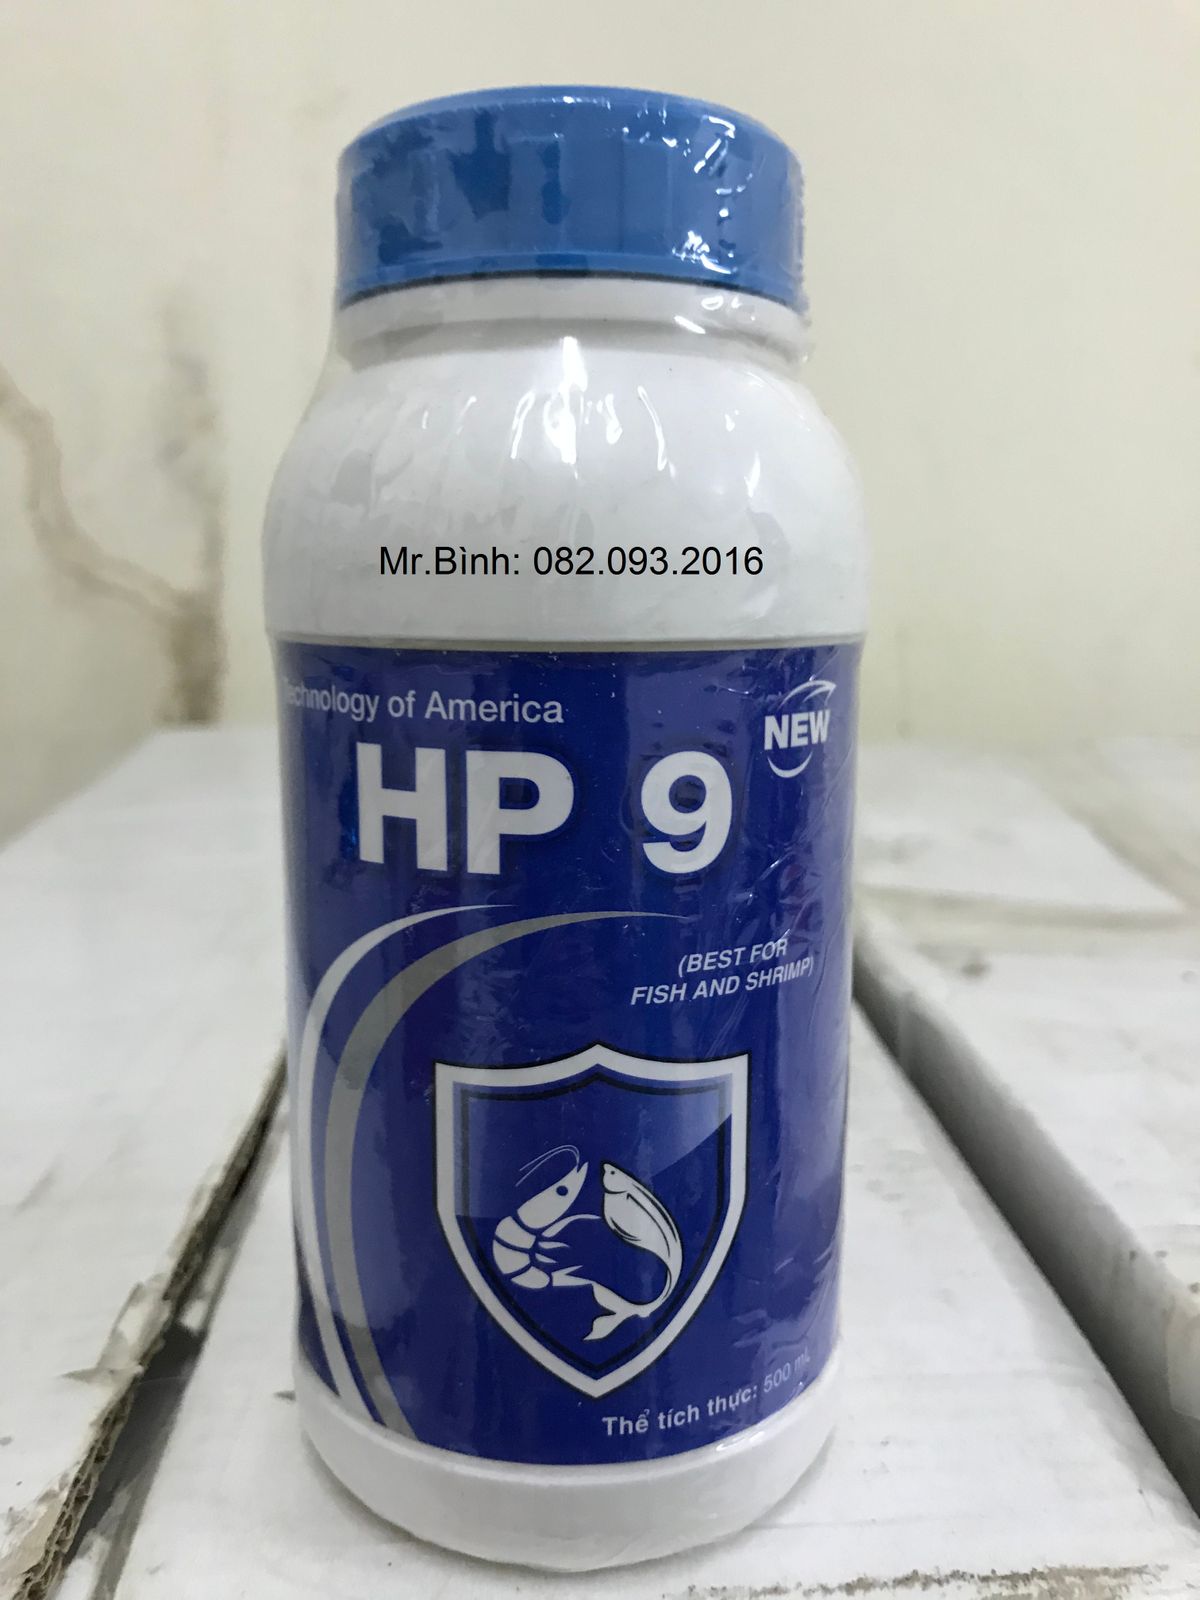 Mr.Bình: 082.093.2016
Technology of America
HP 9
NEW
(BEST FOR
FISH AND SHRIMP)
Thể tích thực: 500 mL